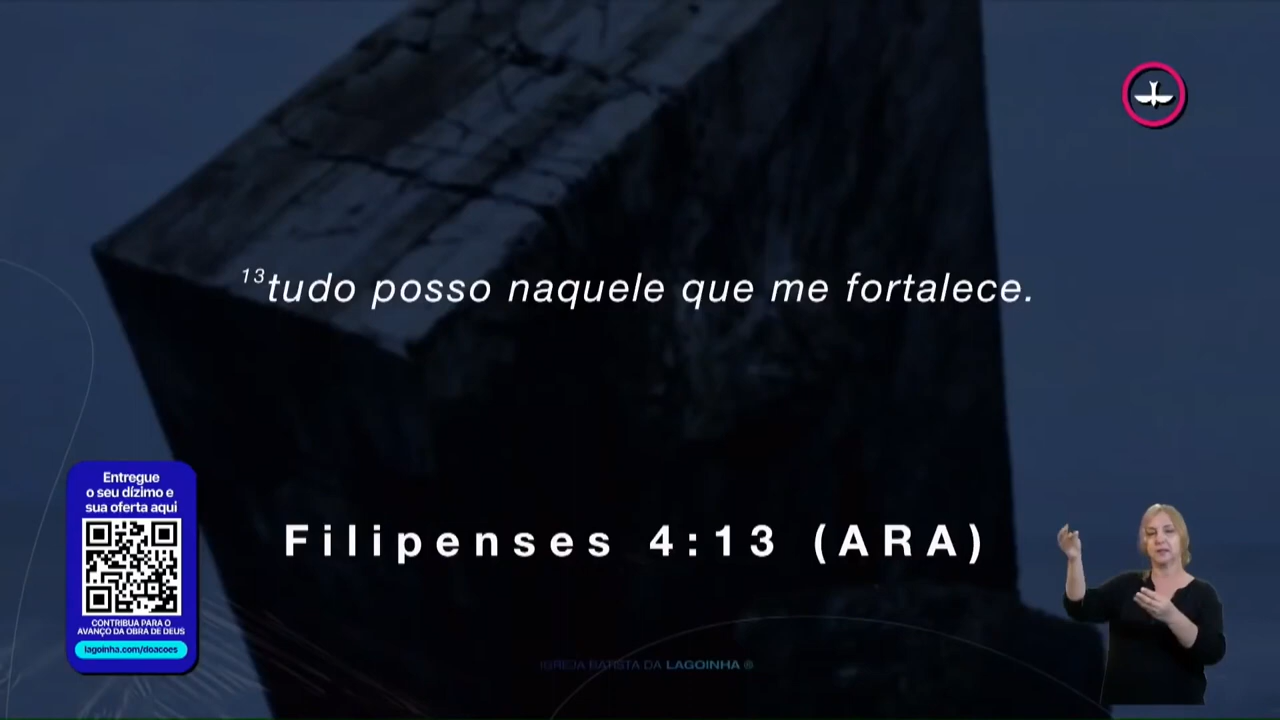 ¹³tudo posso naquele que me fortalece.
Filipenses 4:13 (ARA)
Entregue
o seu dízimo e
sua oferta aqui
CONTRIBUA PARA O
AVANÇO DA OBRA DE DEUS
lagoinha.com/doacoes
IGREJA BATISTA DA LAGOINHA ®